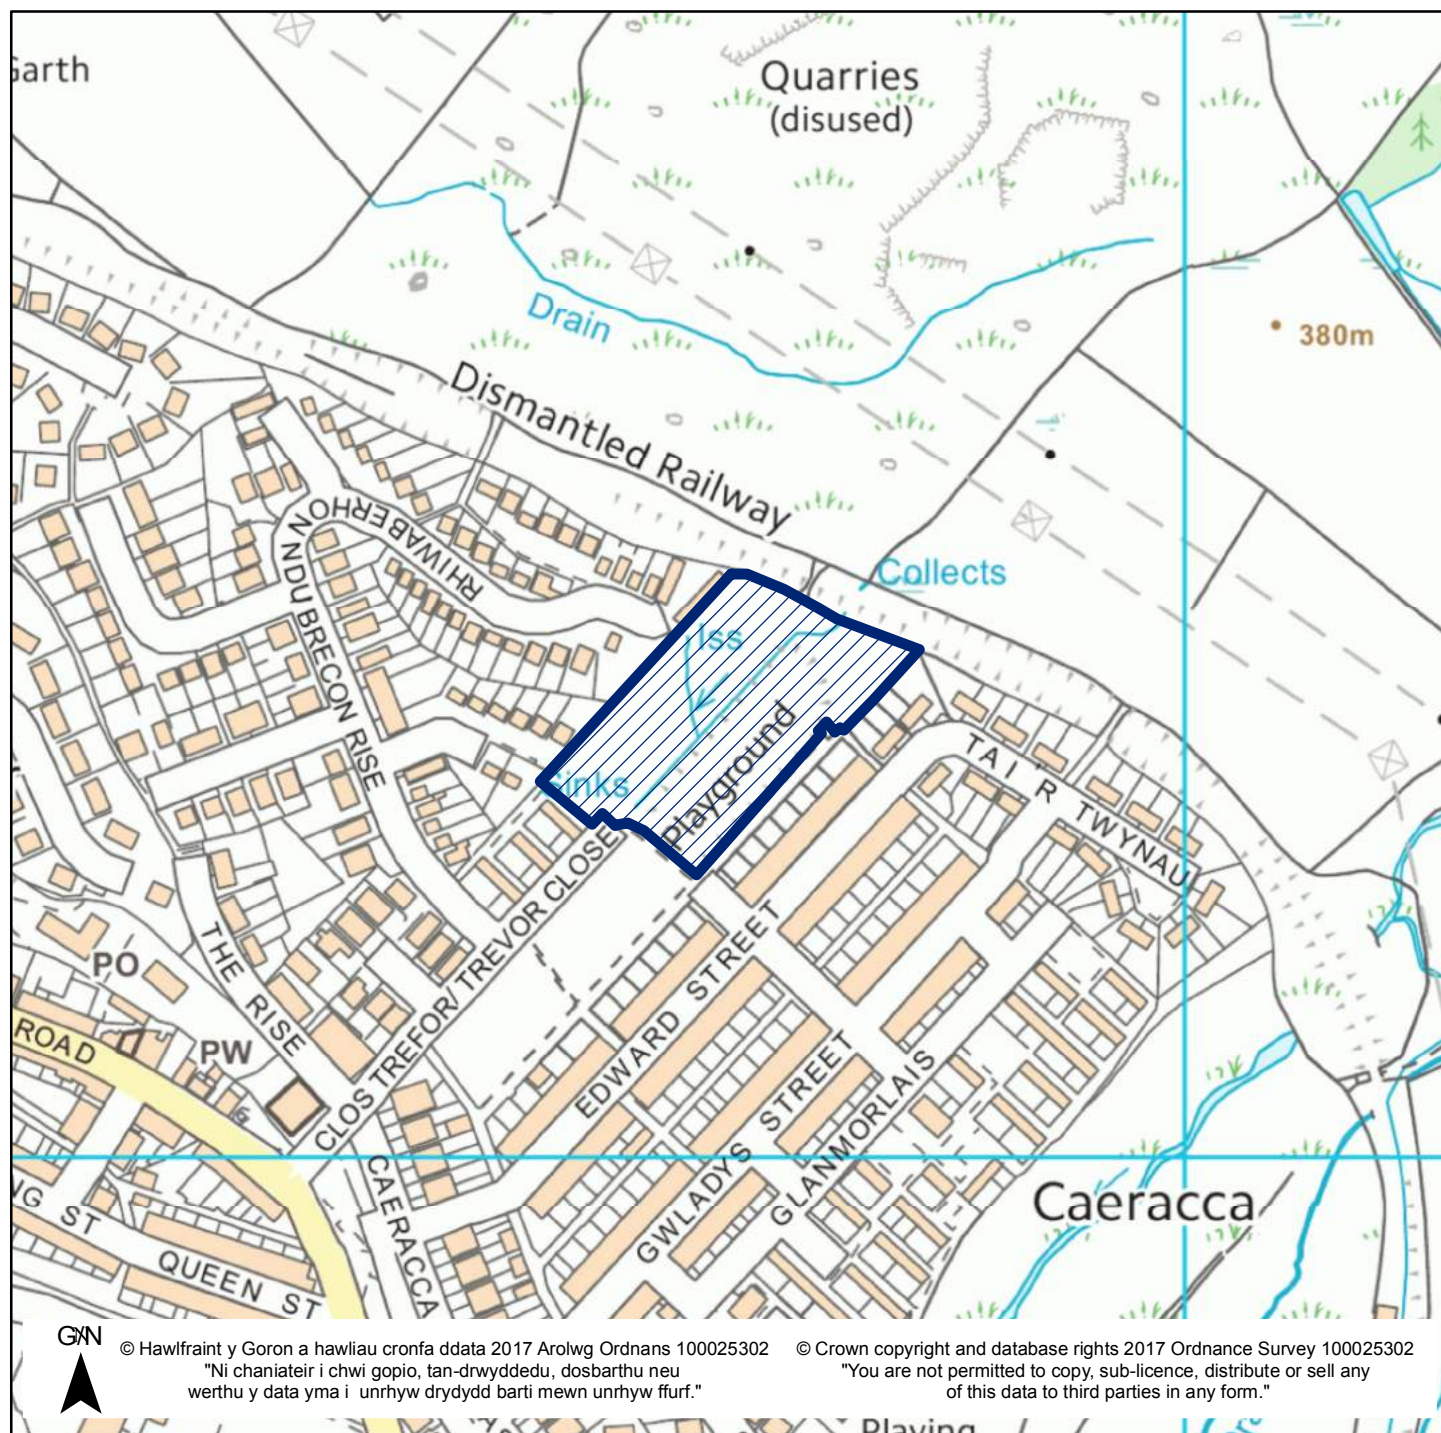 Garth
Quarries
(disused)
Drain
380m
Dismantled Railway
Collects
RHIWABERHONNDU
BRECON RISE
Iss
Playground
Sinks
TAI 'R TWYNAU
CLOS TREFOR/ TREVOR CLOSE
THE RISE
PO
PW
ROAD
EDWARD STREET
GWLADYS STREET
GLANMORLAIS
CAERACCA
Caeracca
NG ST
QUEEN ST
GN
© Hawlfraint y Goron a hawliau cronfa ddata 2017 Arolwg Ordnans 100025302
"Ni chaniateir i chwi gopio, tan-drwyddedu, dosbarthu neu
werthu y data yma i unrhyw drydydd barti mewn unrhyw ffurf."
© Crown copyright and database rights 2017 Ordnance Survey 100025302
"You are not permitted to copy, sub-licence, distribute or sell any
of this data to third parties in any form."
Playing